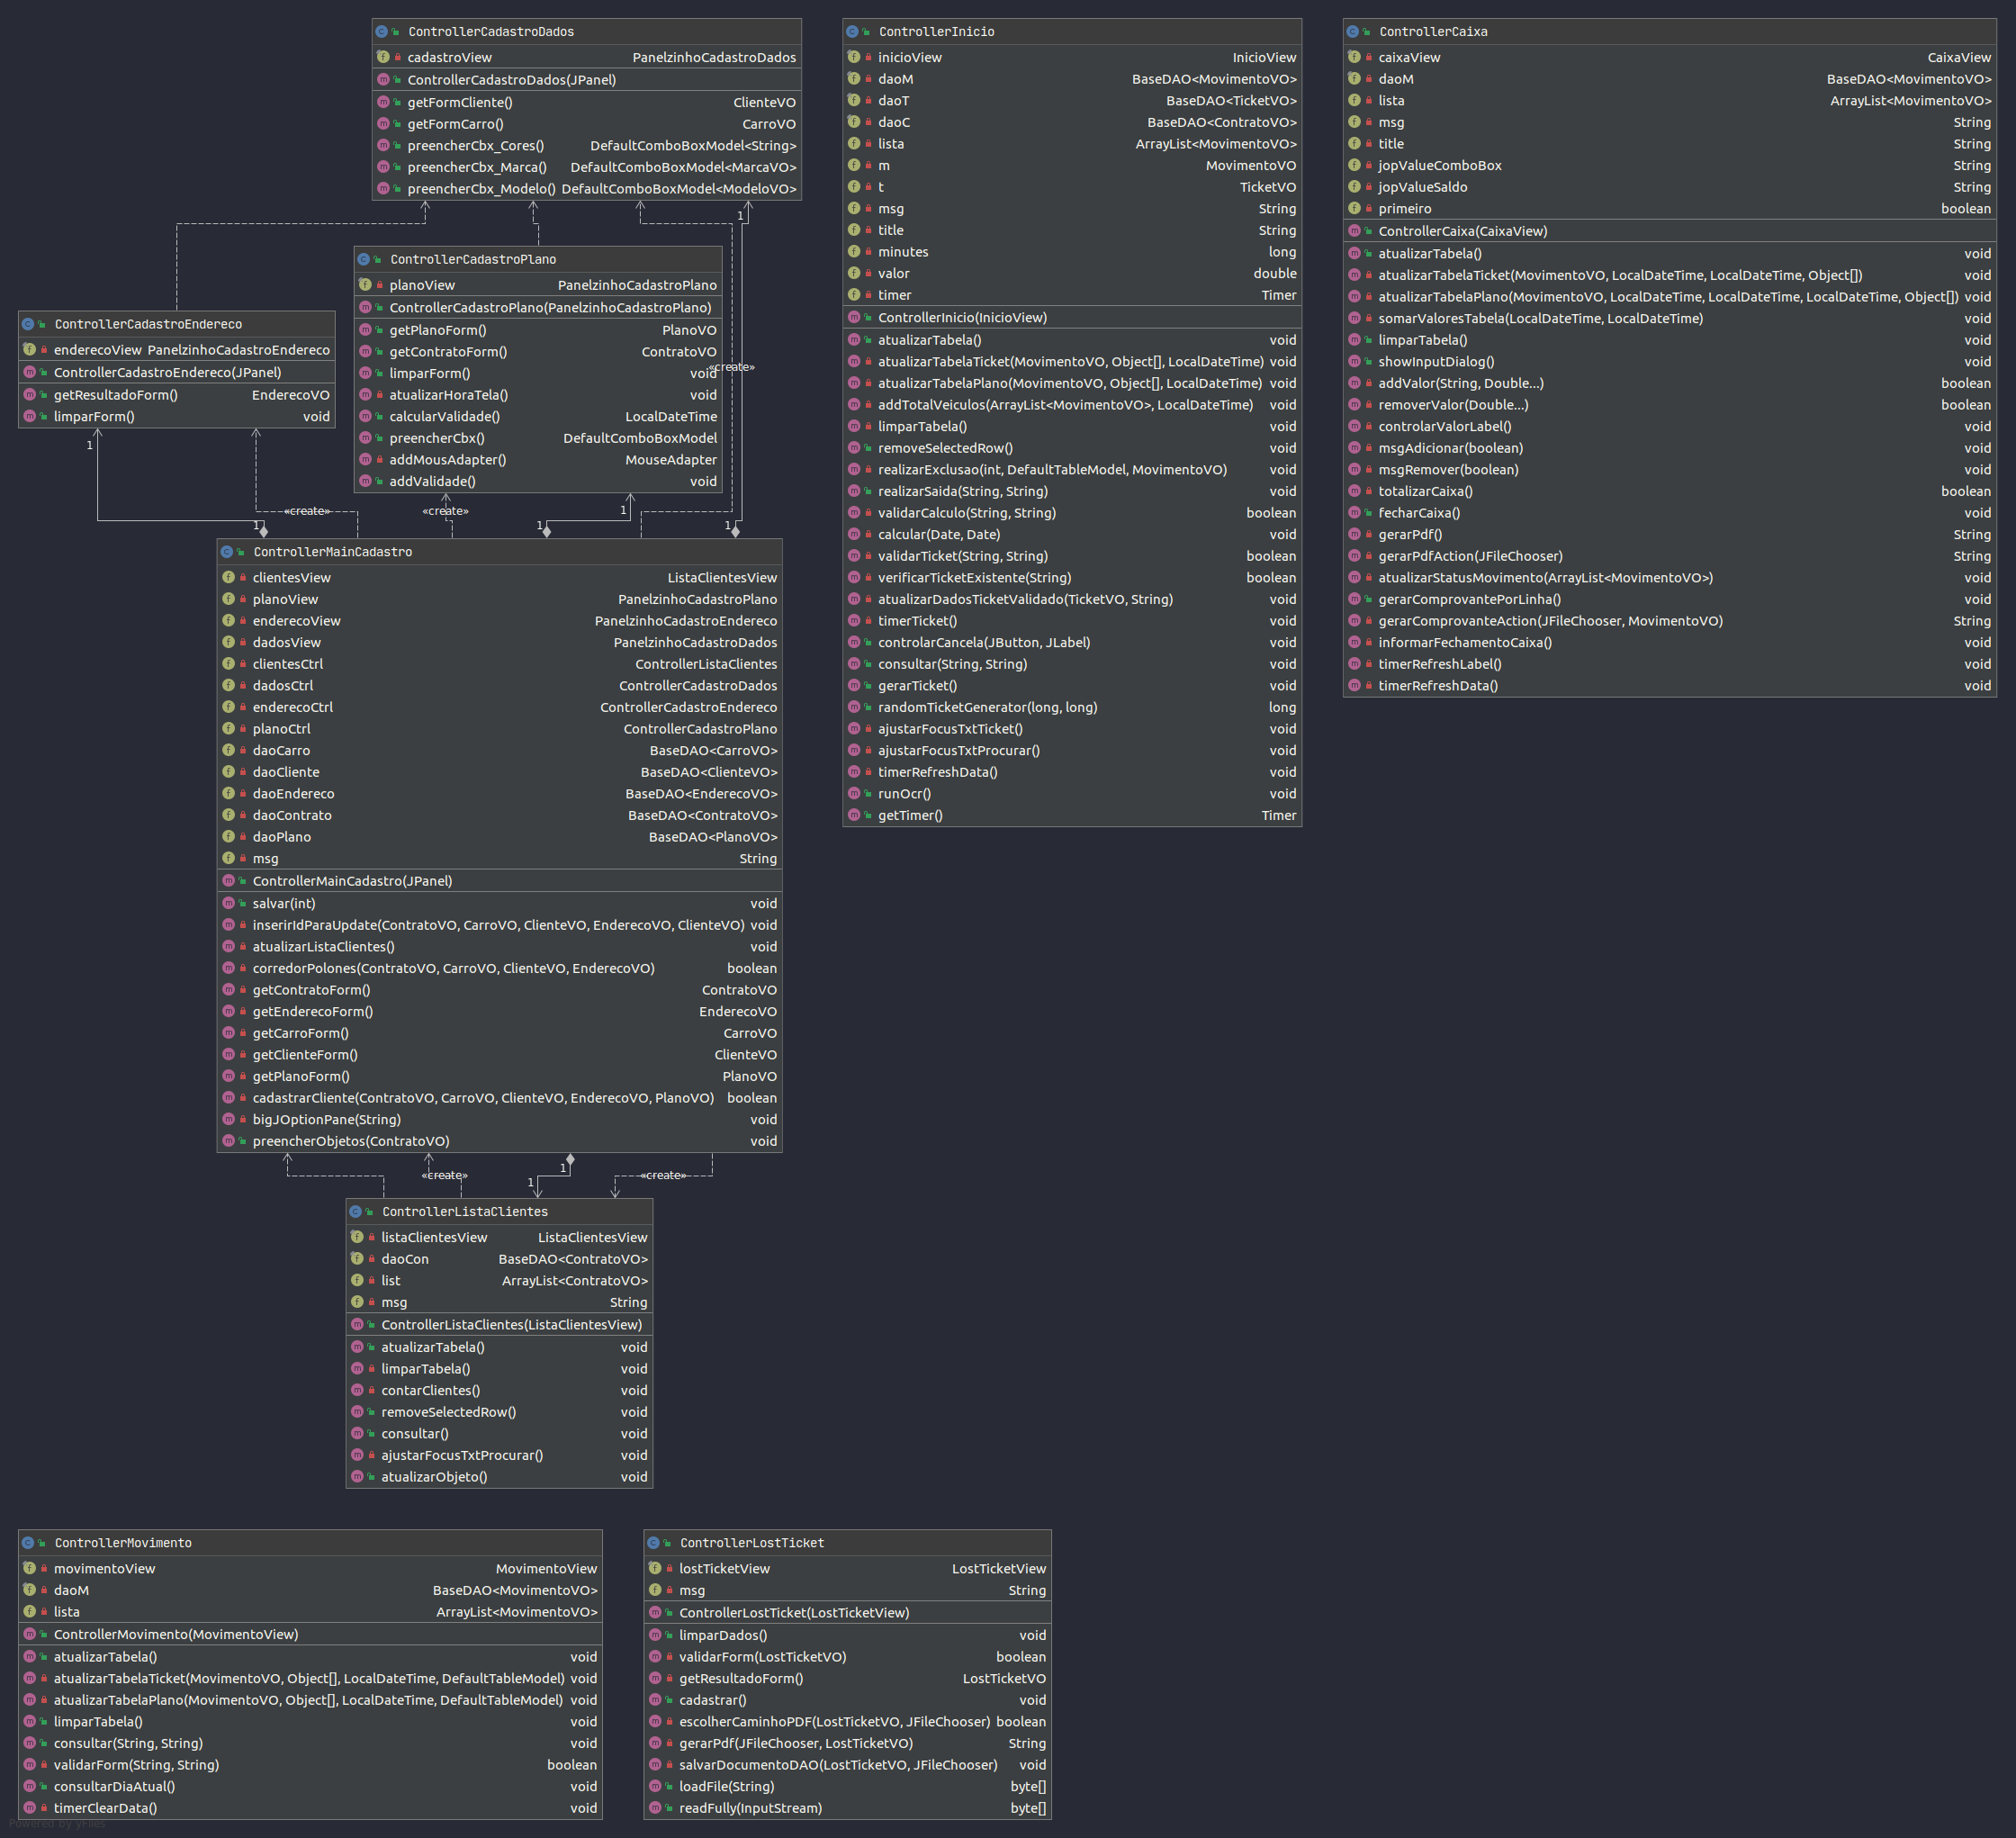 ControllerCadastroDados
cadastroView PanelzinhoCadastroDados
ControllerCadastroDados(JPanel)
getFormCliente() ClienteVO
getFormCarro() CarroVO
preencherCbx_Cores() DefaultComboBoxModel<String>
preencherCbx_Marca() DefaultComboBoxModel<MarcaVO>
preencherCbx_Modelo() DefaultComboBoxModel<ModeloVO>
1
ControllerCadastroPlano
planoView PanelzinhoCadastroPlano
ControllerCadastroPlano(PanelzinhoCadastroPlano)
getPlanoForm() PlanoVO
getContratoForm() ContratoVO
limparForm() void
atualizarHoraTela() void
calcularValidade() LocalDateTime
preencherCbx() DefaultComboBoxModel
addMousAdapter() MouseAdapter
addValidade() void
«create»
ControllerCadastroEndereco
enderecoView PanelzinhoCadastroEndereco
ControllerCadastroEndereco(JPanel)
getResultadoForm() EnderecoVO
limparForm() void
1
«create»
«create»
1
1
1
1
ControllerMainCadastro
clientesView ListaClientesView
planoView PanelzinhoCadastroPlano
enderecoView PanelzinhoCadastroEndereco
dadosView PanelzinhoCadastroDados
clientesCtrl ControllerListaClientes
dadosCtrl ControllerCadastroDados
enderecoCtrl ControllerCadastroEndereco
planoCtrl ControllerCadastroPlano
daoCarro BaseDAO<CarroVO>
daoCliente BaseDAO<ClienteVO>
daoEndereco BaseDAO<EnderecoVO>
daoContrato BaseDAO<ContratoVO>
daoPlano BaseDAO<PlanoVO>
msg String
ControllerMainCadastro(JPanel)
salvar(int) void
inserirIdParaUpdate(ContratoVO, CarroVO, ClienteVO, EnderecoVO, ClienteVO) void
atualizarListaClientes() void
corredorPolones(ContratoVO, CarroVO, ClienteVO, EnderecoVO) boolean
getContratoForm() ContratoVO
getEnderecoForm() EnderecoVO
getCarroForm() CarroVO
getClienteForm() ClienteVO
getPlanoForm() PlanoVO
cadastrarCliente(ContratoVO, CarroVO, ClienteVO, EnderecoVO, PlanoVO) boolean
bigJOptionPane(String) void
preencherObjetos(ContratoVO) void
«create»
1
1
«create»
ControllerListaClientes
listaClientesView ListaClientesView
daoCon BaseDAO<ContratoVO>
list ArrayList<ContratoVO>
msg String
ControllerListaClientes(ListaClientesView)
atualizarTabela() void
limparTabela() void
contarClientes() void
removeSelectedRow() void
consultar() void
ajustarFocusTxtProcurar() void
atualizarObjeto() void
ControllerInicio
inicioView InicioView
daoM BaseDAO<MovimentoVO>
daoT BaseDAO<TicketVO>
daoC BaseDAO<ContratoVO>
lista ArrayList<MovimentoVO>
m MovimentoVO
t TicketVO
msg String
title String
minutes long
valor double
timer Timer
ControllerInicio(InicioView)
atualizarTabela() void
atualizarTabelaTicket(MovimentoVO, Object[], LocalDateTime) void
atualizarTabelaPlano(MovimentoVO, Object[], LocalDateTime) void
addTotalVeiculos(ArrayList<MovimentoVO>, LocalDateTime) void
limparTabela() void
removeSelectedRow() void
realizarExclusao(int, DefaultTableModel, MovimentoVO) void
realizarSaida(String, String) void
validarCalculo(String, String) boolean
calcular(Date, Date) void
validarTicket(String, String) boolean
verificarTicketExistente(String) boolean
atualizarDadosTicketValidado(TicketVO, String) void
timerTicket() void
controlarCancela(JButton, JLabel) void
consultar(String, String) void
gerarTicket() void
randomTicketGenerator(long, long) long
ajustarFocusTxtTicket() void
ajustarFocusTxtProcurar() void
timerRefreshData() void
runOcr() void
getTimer() Timer
ControllerCaixa
caixaView CaixaView
daoM BaseDAO<MovimentoVO>
lista ArrayList<MovimentoVO>
msg String
title String
jopValueComboBox String
jopValueSaldo String
primeiro boolean
ControllerCaixa(CaixaView)
atualizarTabela() void
atualizarTabelaTicket(MovimentoVO, LocalDateTime, LocalDateTime, Object[]) void
atualizarTabelaPlano(MovimentoVO, LocalDateTime, LocalDateTime, LocalDateTime, Object[]) void
somarValoresTabela(LocalDateTime, LocalDateTime) void
limparTabela() void
showInputDialog() void
addValor(String, Double...) boolean
removerValor(Double...) boolean
controlarValorLabel() void
msgAdicionar(boolean) void
msgRemover(boolean) void
totalizarCaixa() boolean
fecharCaixa() void
gerarPdf() String
gerarPdfAction(JFileChooser) String
atualizarStatusMovimento(ArrayList<MovimentoVO>) void
gerarComprovantePorLinha() void
gerarComprovanteAction(JFileChooser, MovimentoVO) String
informarFechamentoCaixa() void
timerRefreshLabel() void
timerRefreshData() void
ControllerMovimento
movimentoView MovimentoView
daoM BaseDAO<MovimentoVO>
lista ArrayList<MovimentoVO>
ControllerMovimento(MovimentoView)
atualizarTabela() void
atualizarTabelaTicket(MovimentoVO, Object[], LocalDateTime, DefaultTableModel) void
atualizarTabelaPlano(MovimentoVO, Object[], LocalDateTime, DefaultTableModel) void
limparTabela() void
consultar(String, String) void
validarForm(String, String) boolean
consultarDiaAtual() void
timerClearData() void
ControllerLostTicket
lostTicketView LostTicketView
msg String
ControllerLostTicket(LostTicketView)
limparDados() void
validarForm(LostTicketVO) boolean
getResultadoForm() LostTicketVO
cadastrar() void
escolherCaminhoPDF(LostTicketVO, JFileChooser) boolean
gerarPdf(JFileChooser, LostTicketVO) String
salvarDocumentoDAO(LostTicketVO, JFileChooser) void
loadFile(String) byte[]
readFully(InputStream) byte[]
Powered by yFiles